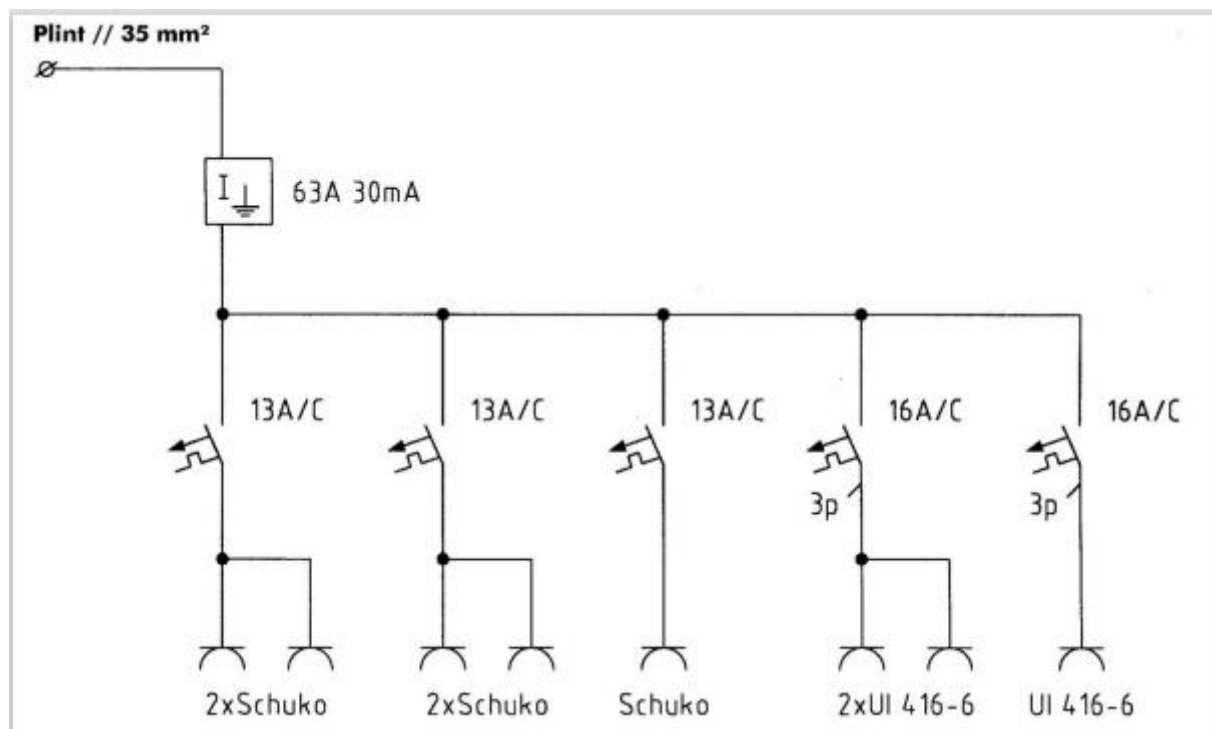 Plint // 35 mm²
I
63A 30mA
13A/C 13A/C 13A/C 16A/C 16A/C
3p 3p
2xSchuko 2xSchuko Schuko 2xUI 416-6 UI 416-6